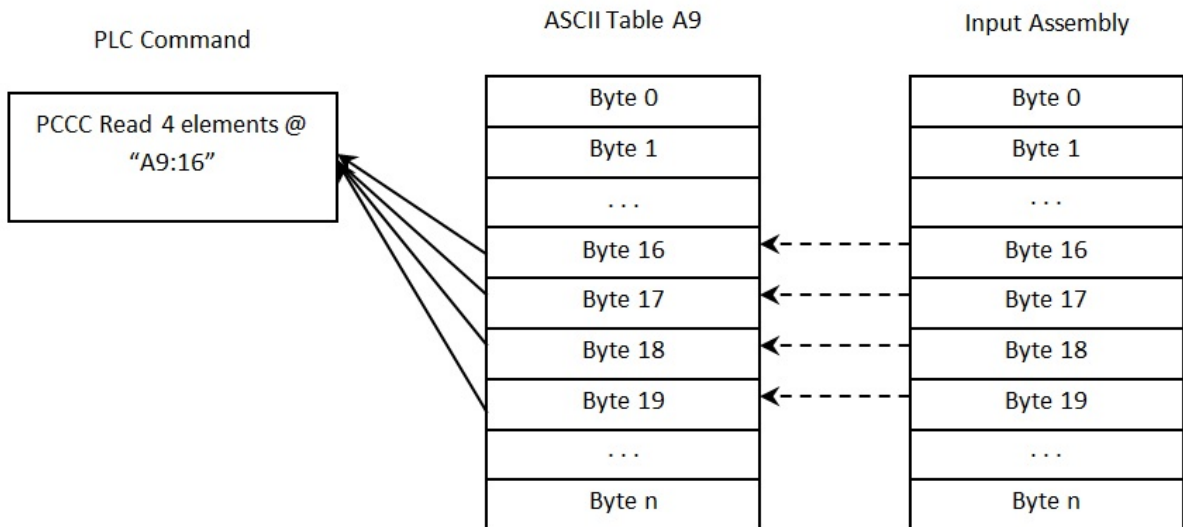 PLC Command
PCCC Read 4 elements @
“A9:16”
ASCII Table A9
Byte 0
Byte 1
. . .
Byte 16
Byte 17
Byte 18
Byte 19
. . .
Byte n
Input Assembly
Byte 0
Byte 1
. . .
Byte 16
Byte 17
Byte 18
Byte 19
. . .
Byte n